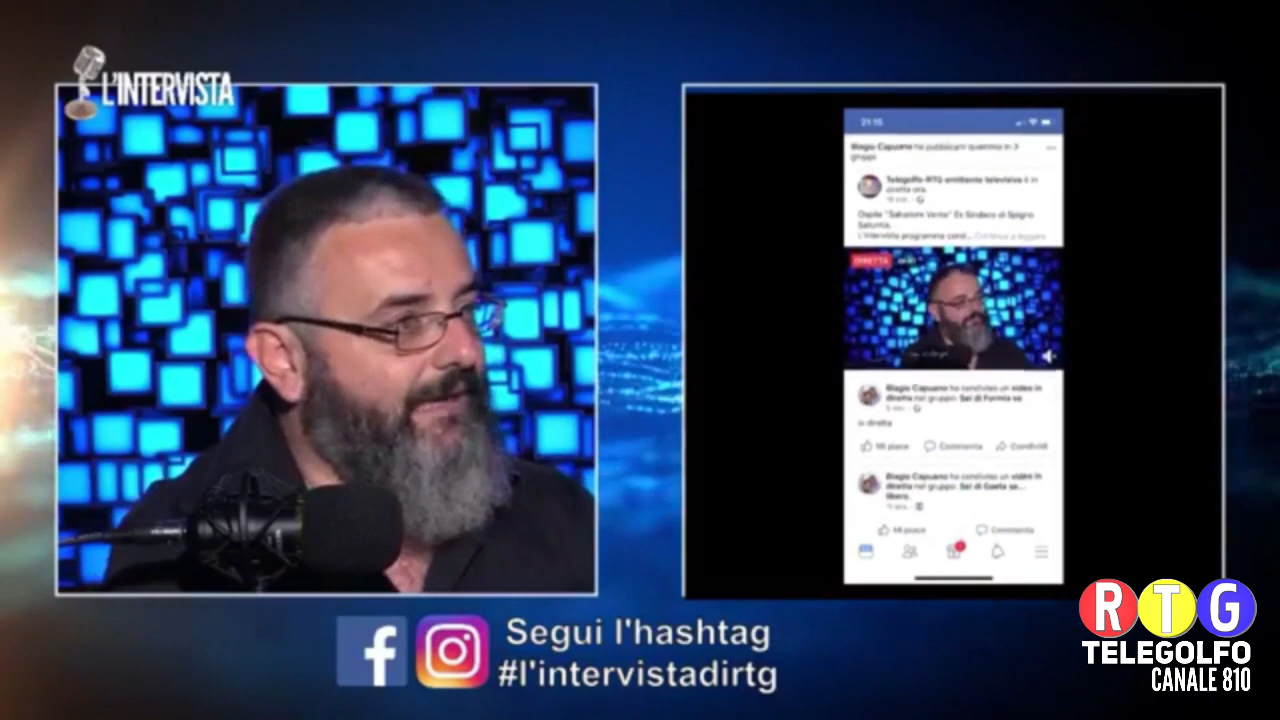 L'INTERVISTA
21:15
Biagio Capuano ha pubblicato qualcosa in 3
gruppi.
Telegolfo-RTG emittente televisiva è in
diretta ora.
Ospite "Salvatore Vento" Ex Sindaco di Spigno
Saturnia.
L'intervista programma cond... Continua a leggere
DIRETTA
Biagio Capuano ha condiviso un video in
diretta nel gruppo: Sei di Formia se
in diretta
Mi piace Commenta Condividi
Biagio Capuano ha condiviso un video in
diretta nel gruppo: Sei di Gaeta se...
libero.
Mi piace Commenta
Segui l'hashtag
#l'intervistadirtg
RTG
TELEGOLFO
CANALE 810